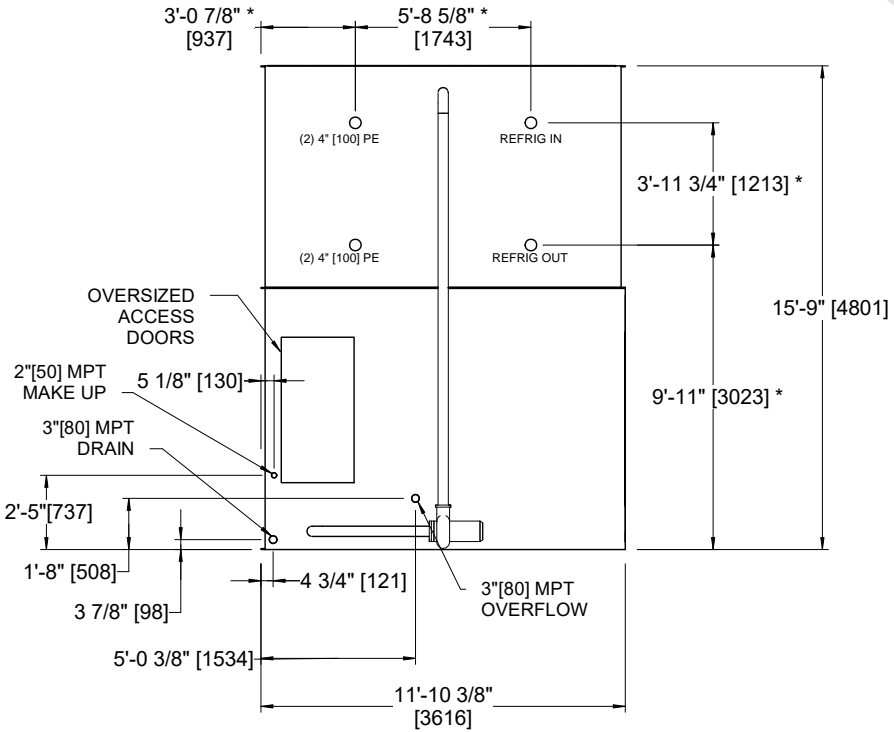 3'-0 7/8" *
[937]
5'-8 5/8" *
[1743]
(2) 4" [100] PE
REFRIG IN
3'-11 3/4" [1213] *
(2) 4" [100] PE
REFRIG OUT
OVERSIZED
ACCESS
DOORS
15'-9" [4801]
2"[50] MPT
MAKE UP
5 1/8" [130]
9'-11" [3023] *
3"[80] MPT
DRAIN
2'-5"[737]
1'-8" [508]
4 3/4" [121]
3"[80] MPT
OVERFLOW
3 7/8" [98]
5'-0 3/8" [1534]
11'-10 3/8"
[3616]